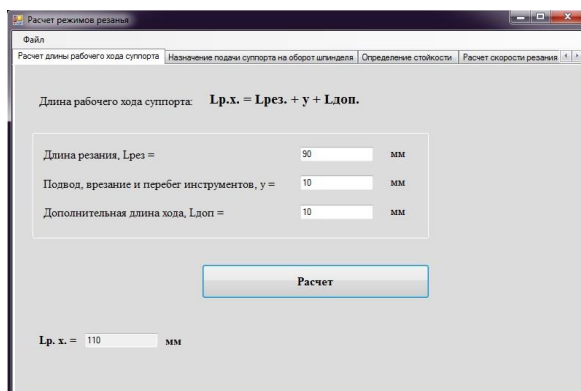 Расчет режимов резанья
Файл
Расчет длины рабочего хода суппорта Назначение подачи суппорта на оборот шпинделя Определение стойкости Расчет скорости резания
Длина рабочего хода суппорта: Lр.х. = Lрез. + y + Lдоп.
Длина резания, Lрез = 90 мм
Подвод, врезание и перебег инструментов, y = 10 мм
Дополнительная длина хода, Lдоп = 10 мм
Расчет
Lр. х. = 110 мм